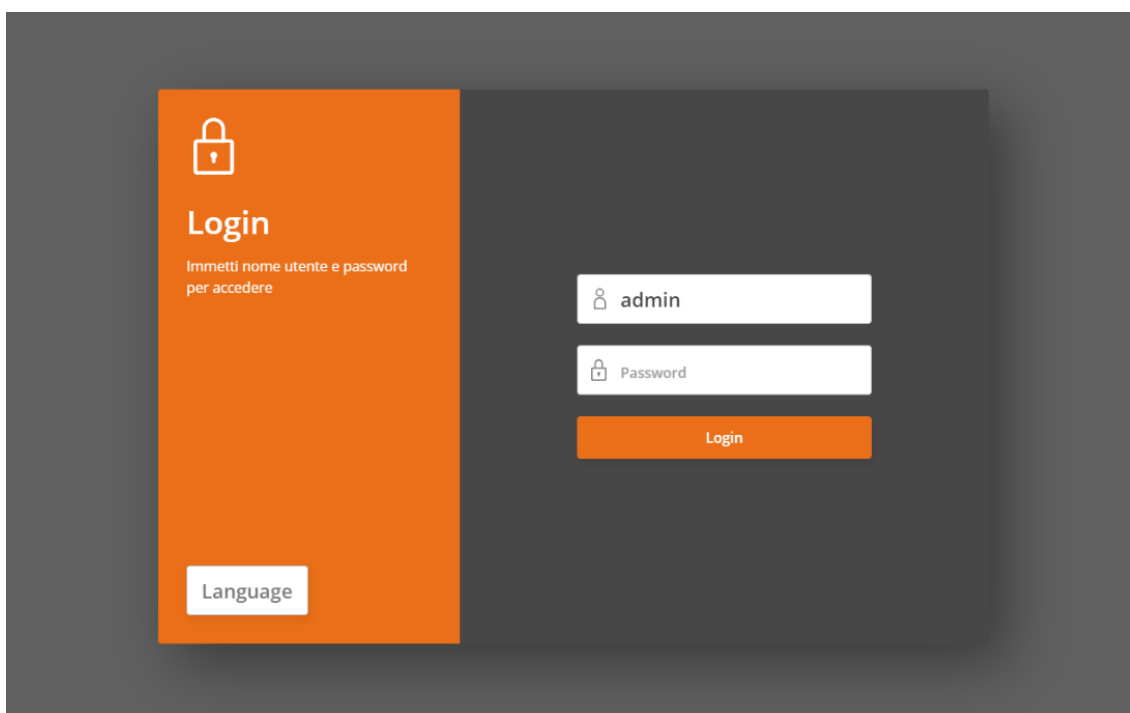 Login
Immetti nome utente e password
per accedere
Language
admin
Password
Login